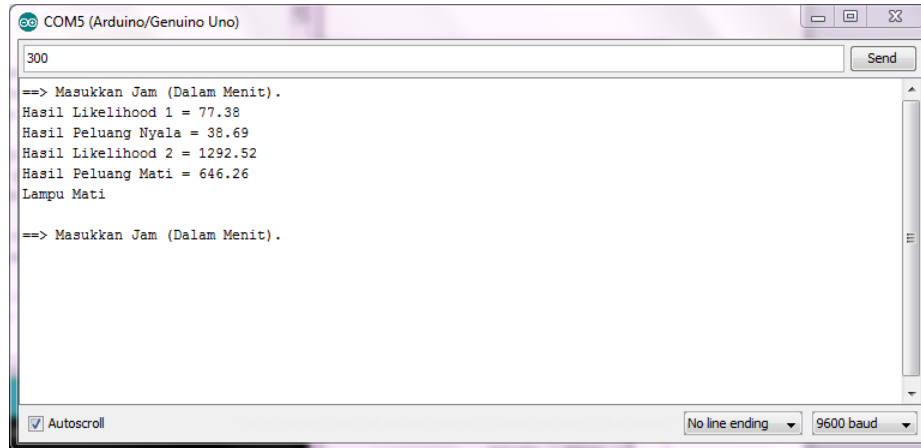 COM5 (Arduino/Genuino Uno)
300
Send
==> Masukkan Jam (Dalam Menit).
Hasil Likelihood 1 = 77.38
Hasil Peluang Nyala = 38.69
Hasil Likelihood 2 = 1292.52
Hasil Peluang Mati = 646.26
Lampu Mati
==> Masukkan Jam (Dalam Menit).
Autoscroll
No line ending
9600 baud